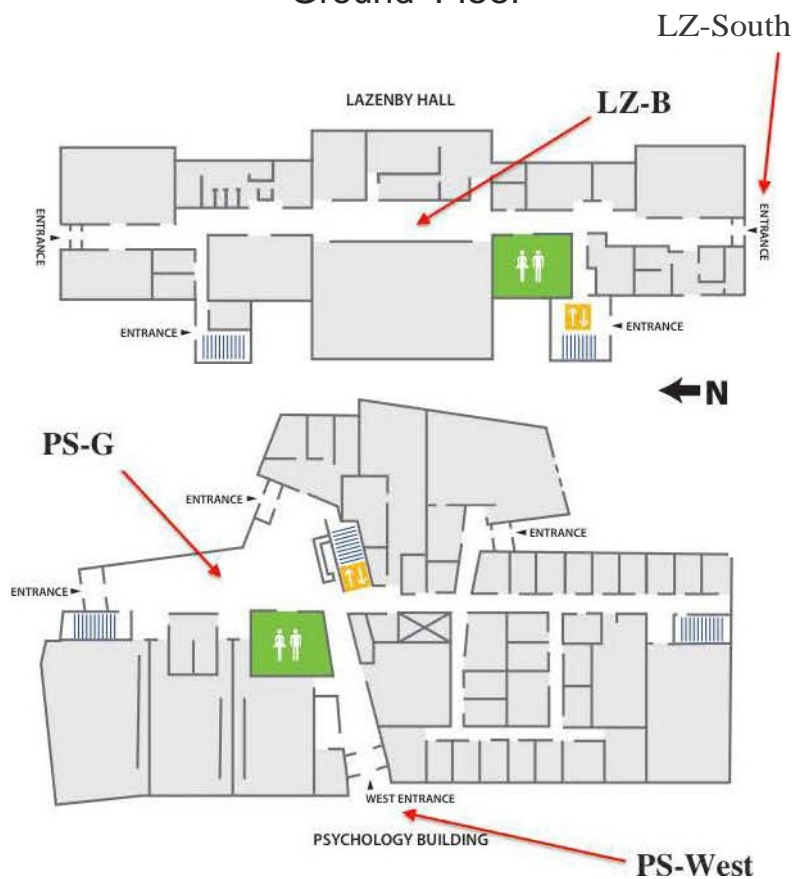 Ground Floor
LZ-South
LAZENBY HALL
LZ-B
ENTRANCE
ENTRANCE
ENTRANCE
ENTRANCE
N
PS-G
ENTRANCE
ENTRANCE
ENTRANCE
WEST ENTRANCE
PSYCHOLOGY BUILDING
PS-West